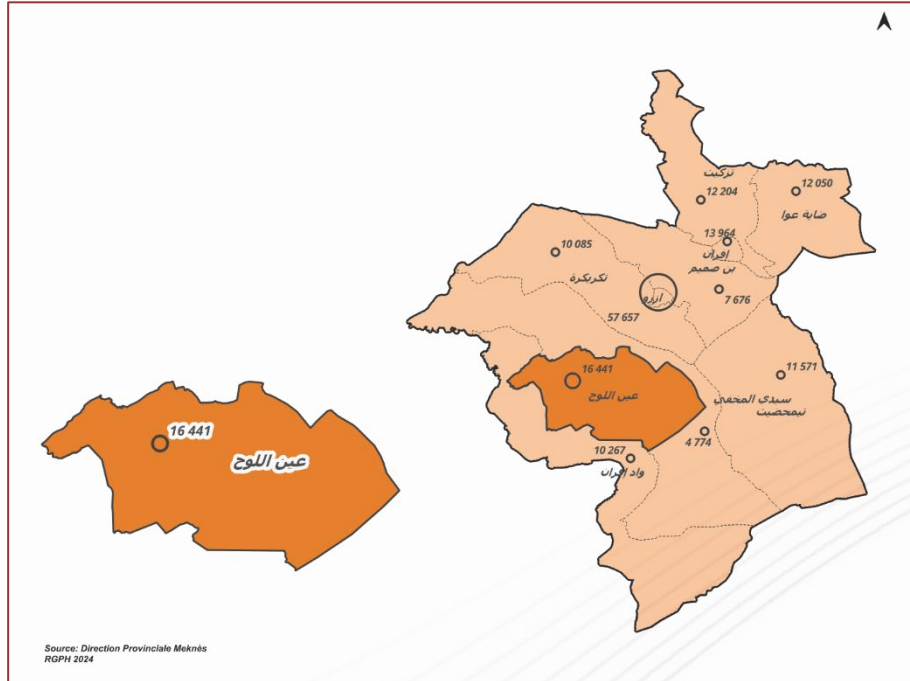 تزكيت
12 204
12 050
ضاية عوا
13 964
إفران
بن صميم
7 676
10 085
تكريكرة
ازرو
57 657
16 441
عين اللوح
11 571
سيدي المخفي
تيمحضيت
4 774
10 267
واد إفران
16 441
عين اللوح
Source: Direction Provinciale Meknès
RGPH 2024